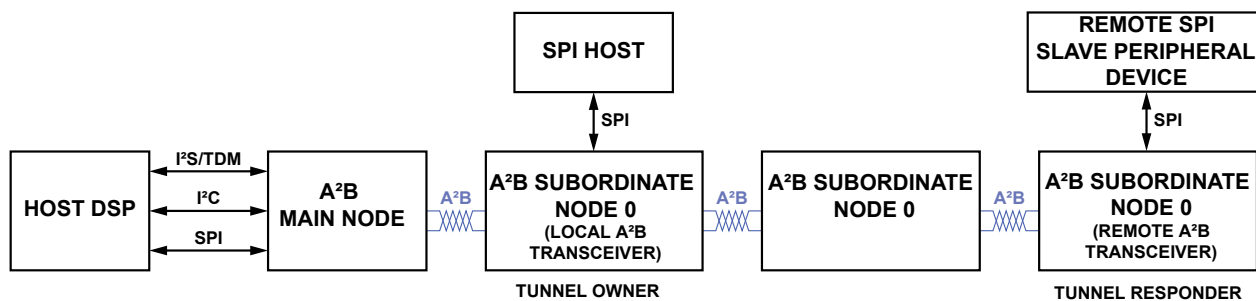 SPI HOST
REMOTE SPI
SLAVE PERIPHERAL
DEVICE
SPI
SPI
HOST DSP
I²S/TDM
I²C
SPI
A²B
MAIN NODE
A²B
A²B SUBORDINATE
NODE 0
(LOCAL A²B
TRANSCEIVER)
A²B
A²B SUBORDINATE
NODE 0
A²B
A²B SUBORDINATE
NODE 0
(REMOTE A²B
TRANSCEIVER)
TUNNEL OWNER
TUNNEL RESPONDER